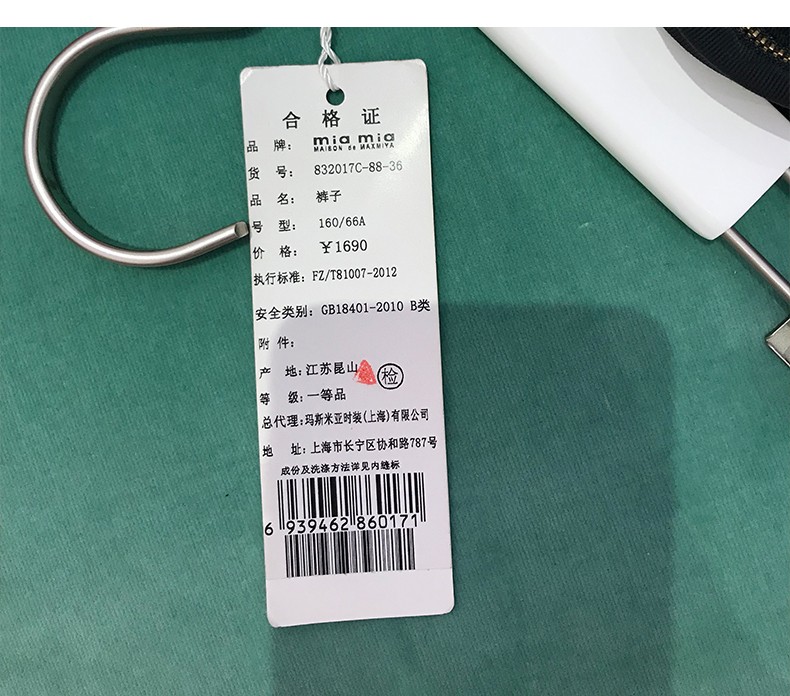 合格证
品 牌: mia mia
MAISON de MAXMIYA
货 号: 832017C-88-36
品 名: 裤子
号 型: 160/66A
价 格: ¥1690
执行标准: FZ/T81007-2012
安全类别: GB18401-2010 B类
附 件:
产 地: 江苏昆山 检
等 级: 一等品
总代理: 玛斯米亚时装(上海)有限公司
地 址: 上海市长宁区协和路787号
成份及洗涤方法详见内缝标
6 939462 860171